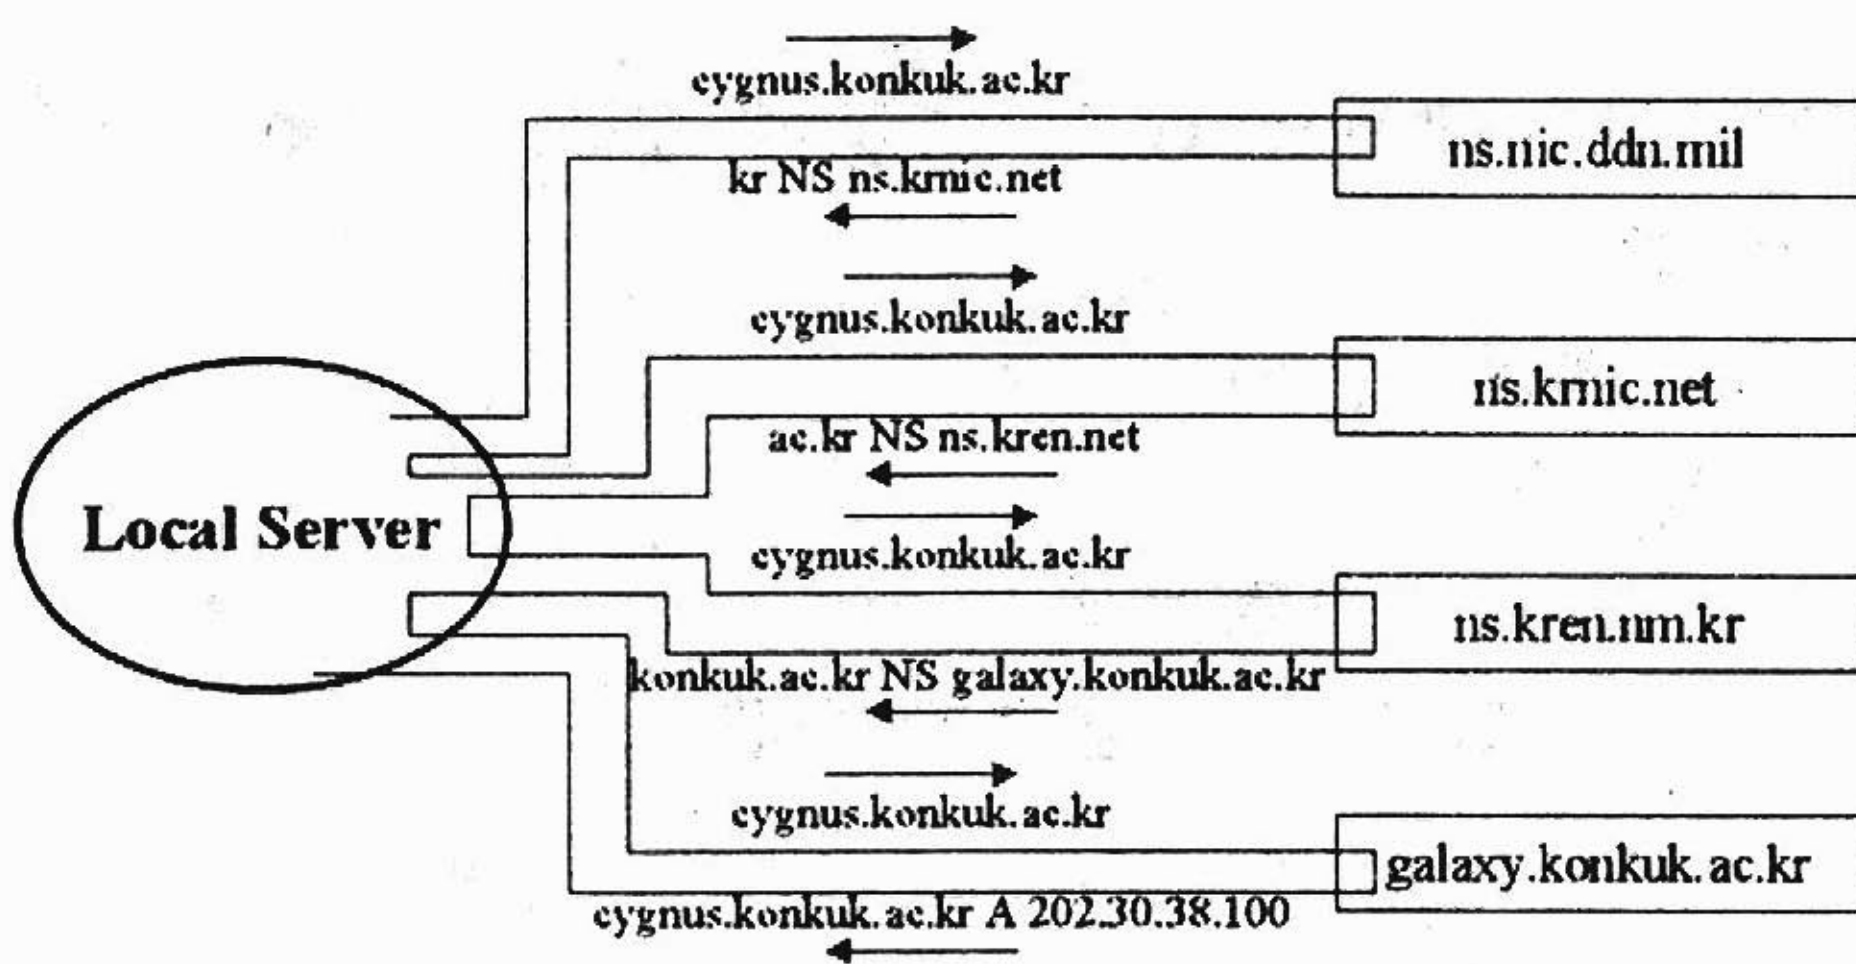 cygnus.konkuk.ac.kr
ns.nic.ddn.mil
kr NS ns.krnic.net
cygnus.konkuk.ac.kr
ns.krnic.net
ac.kr NS ns.kren.net
Local Server
cygnus.konkuk.ac.kr
ns.kren.nm.kr
konkuk.ac.kr NS galaxy.konkuk.ac.kr
cygnus.konkuk.ac.kr
galaxy.konkuk.ac.kr
cygnus.konkuk.ac.kr A 202.30.38.100